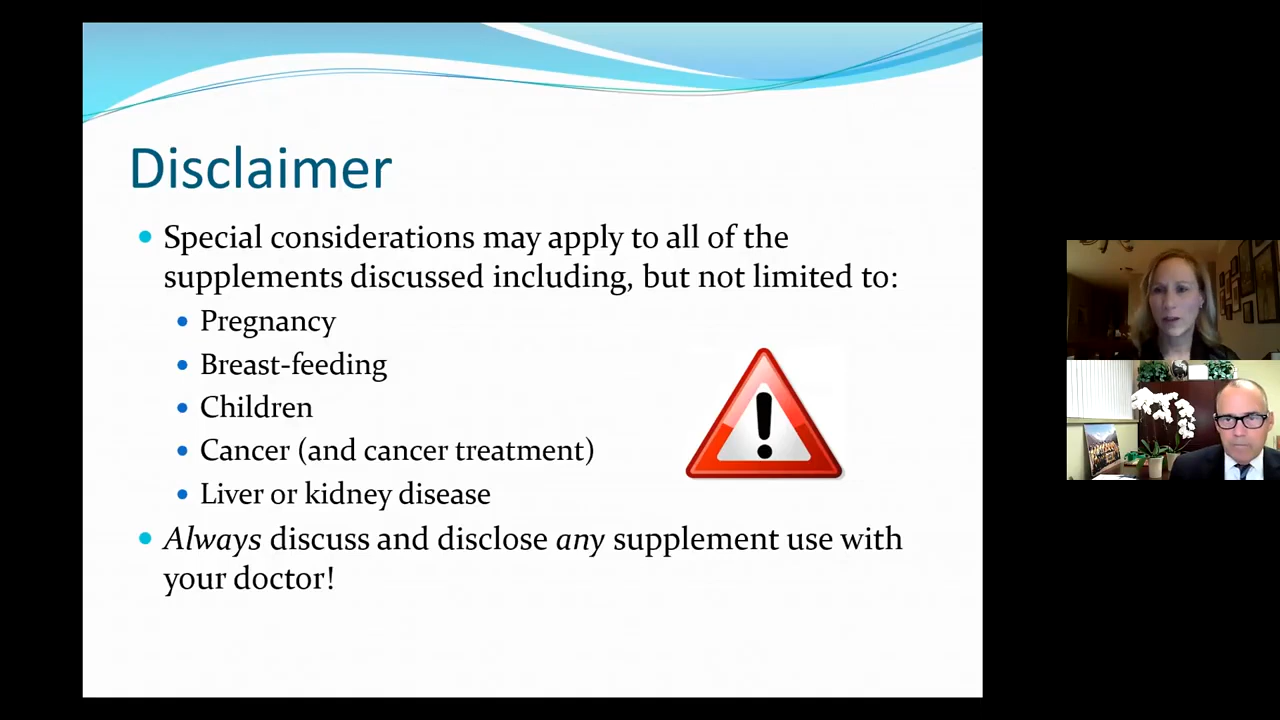 Disclaimer
Special considerations may apply to all of the
supplements discussed including, but not limited to:
Pregnancy
Breast-feeding
Children
Cancer (and cancer treatment)
Liver or kidney disease
Always discuss and disclose any supplement use with
your doctor!